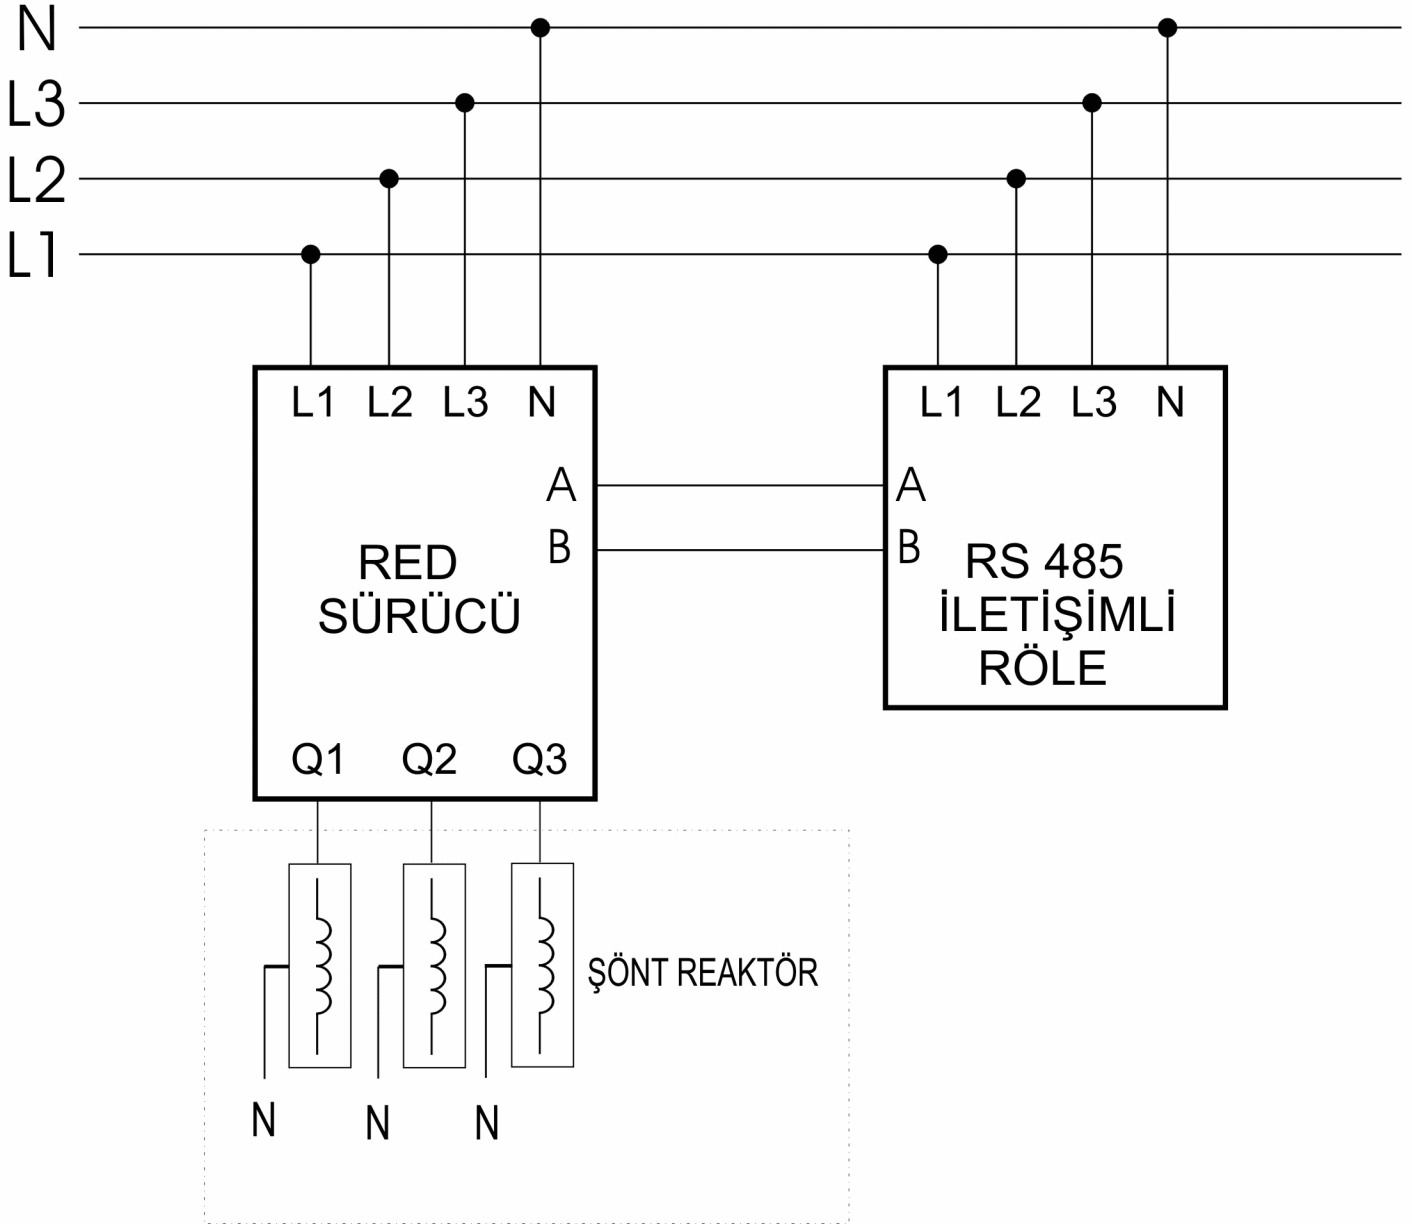 N
L3
L2
L1
L1 L2 L3 N
L1 L2 L3 N
A
A
B
B
RED
SÜRÜCÜ
RS 485
İLETİŞİMLİ
RÖLE
Q1 Q2 Q3
ŞÖNT REAKTÖR
N N N